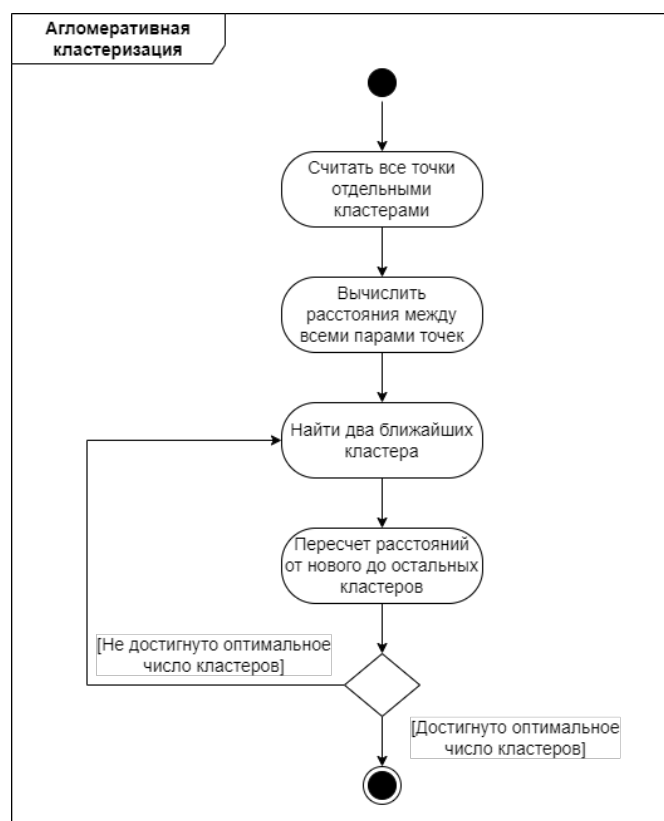 Агломеративная
кластеризация
Считать все точки
отдельными
кластерами
Вычислить
расстояния между
всеми парами точек
Найти два ближайших
кластера
Пересчет расстояний
от нового до остальных
кластеров
[Не достигнуто оптимальное
число кластеров]
[Достигнуто оптимальное
число кластеров]